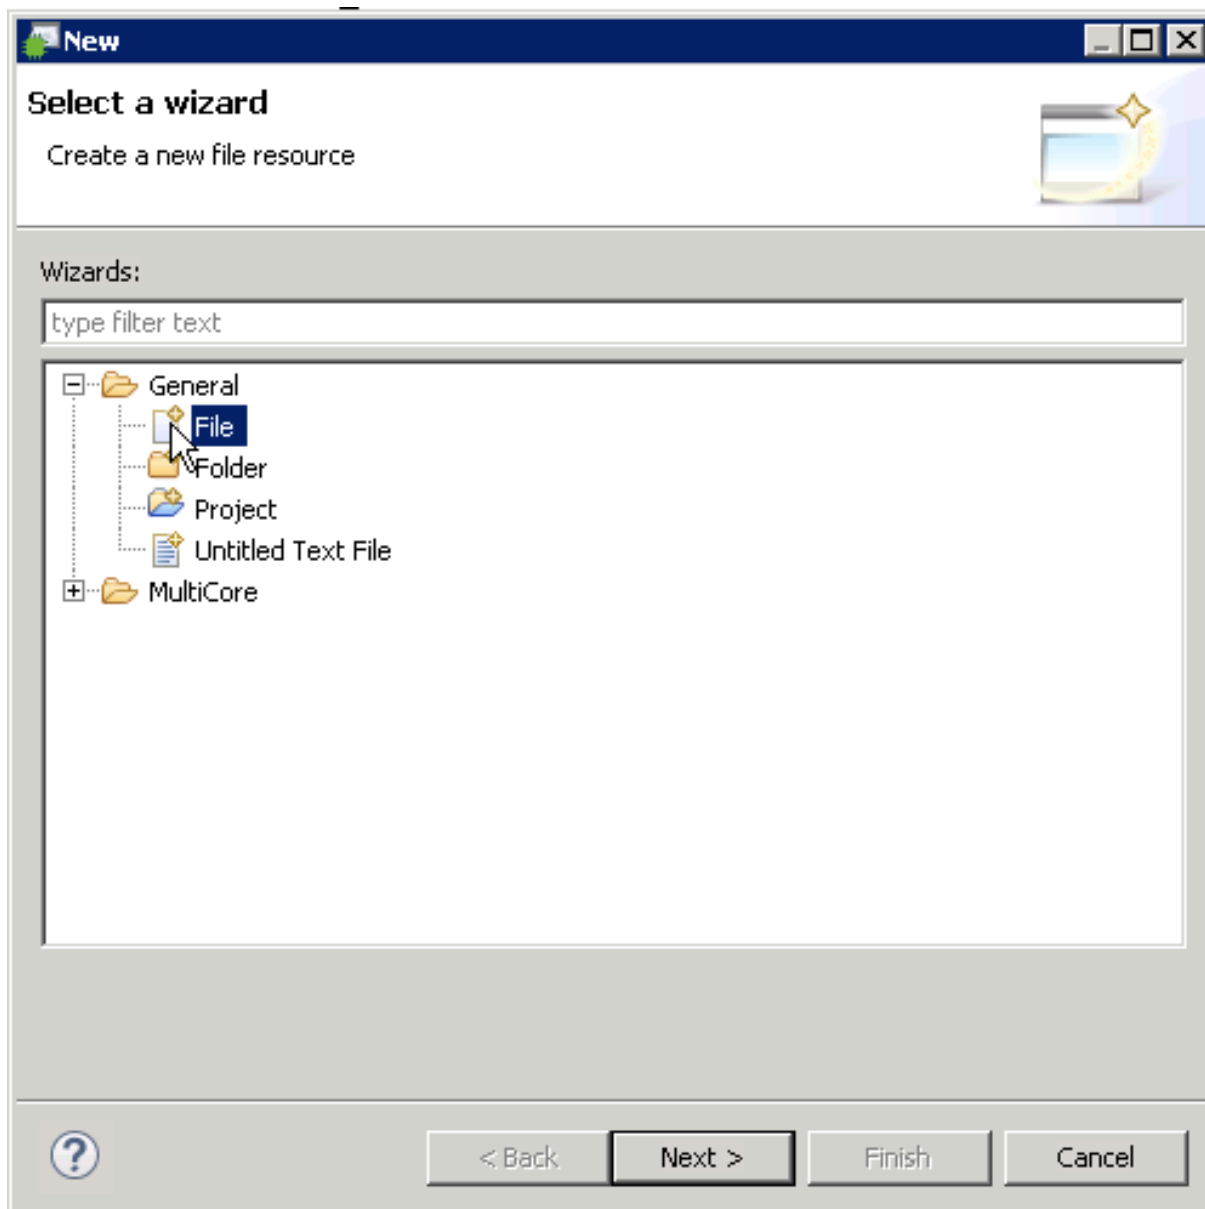 New
Select a wizard
Create a new file resource
Wizards:
type filter text
General
File
Folder
Project
Untitled Text File
MultiCore
? < Back Next > Finish Cancel